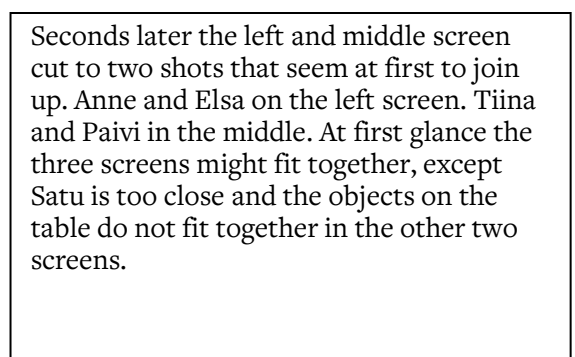 Seconds later the left and middle screen
cut to two shots that seem at first to join
up. Anne and Elsa on the left screen. Tiina
and Paivi in the middle. At first glance the
three screens might fit together, except
Satu is too close and the objects on the
table do not fit together in the other two
screens.